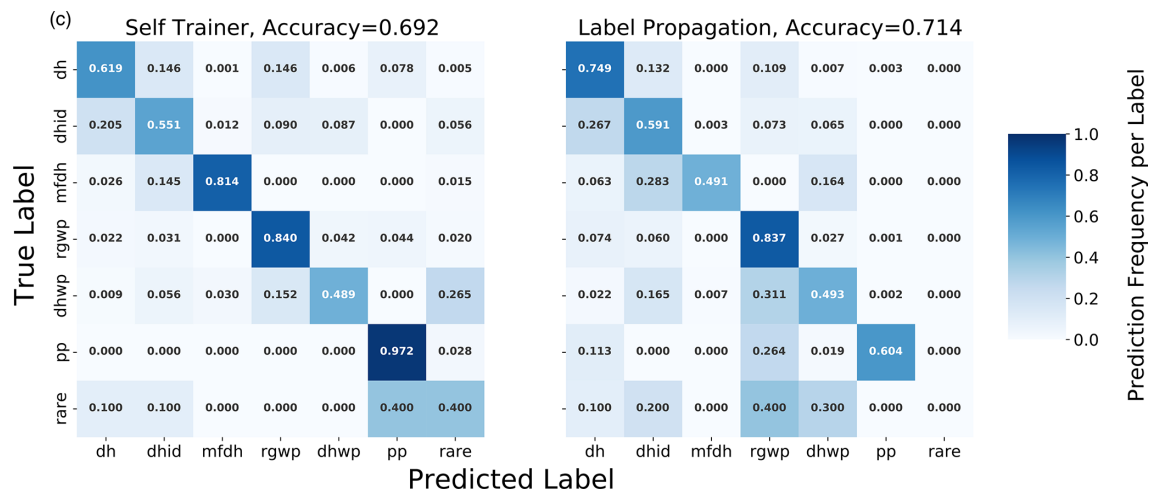 (c)
Self Trainer, Accuracy=0.692
Label Propagation, Accuracy=0.714
True Label
dh 0.619 0.146 0.001 0.146 0.006 0.078 0.005
0.749 0.132 0.000 0.109 0.007 0.003 0.000
dhid 0.205 0.551 0.012 0.090 0.087 0.000 0.056
0.267 0.591 0.003 0.073 0.065 0.000 0.000
mfdh 0.026 0.145 0.814 0.000 0.000 0.000 0.015
0.063 0.283 0.491 0.000 0.164 0.000 0.000
rgwp 0.022 0.031 0.000 0.840 0.042 0.044 0.020
0.074 0.060 0.000 0.837 0.027 0.001 0.000
dhwp 0.009 0.056 0.030 0.152 0.489 0.000 0.265
0.022 0.165 0.007 0.311 0.493 0.002 0.000
pp 0.000 0.000 0.000 0.000 0.000 0.972 0.028
0.113 0.000 0.000 0.264 0.019 0.604 0.000
rare 0.100 0.100 0.000 0.000 0.000 0.400 0.400
0.100 0.200 0.000 0.400 0.300 0.000 0.000
dh dhid mfdh rgwp dhwp pp rare
dh dhid mfdh rgwp dhwp pp rare
Predicted Label
1.0
0.8
0.6
0.4
0.2
0.0
Prediction Frequency per Label